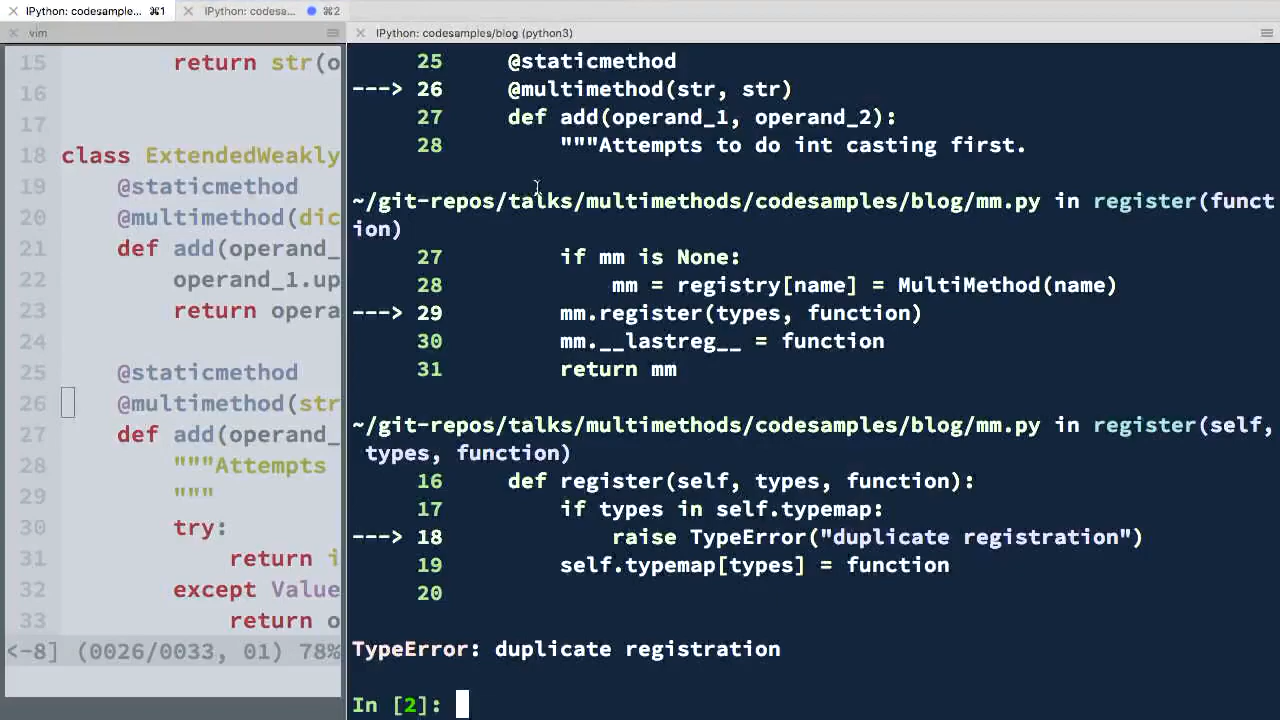 IPython: codesample... ⌘1
IPython: codesa... ⌘2
vim
15 return str(o
16
17
18 class ExtendedWeakly
19 @staticmethod
20 @multimethod(dic
21 def add(operand_
22 operand_1.up
23 return opera
24
25 @staticmethod
26 @multimethod(str
27 def add(operand_
28 """Attempts
29 """
30 try:
31 return i
32 except Value
33 return o
<-8] (0026/0033, 01) 78%
IPython: codesamples/blog (python3)
25 @staticmethod
---> 26 @multimethod(str, str)
27 def add(operand_1, operand_2):
28 """Attempts to do int casting first.
~/git-repos/talks/multimethods/codesamples/blog/mm.py in register(funct
ion)
27 if mm is None:
28 mm = registry[name] = MultiMethod(name)
---> 29 mm.register(types, function)
30 mm.__lastreg__ = function
31 return mm
~/git-repos/talks/multimethods/codesamples/blog/mm.py in register(self,
types, function)
16 def register(self, types, function):
17 if types in self.typemap:
---> 18 raise TypeError("duplicate registration")
19 self.typemap[types] = function
20
TypeError: duplicate registration
In [2]: